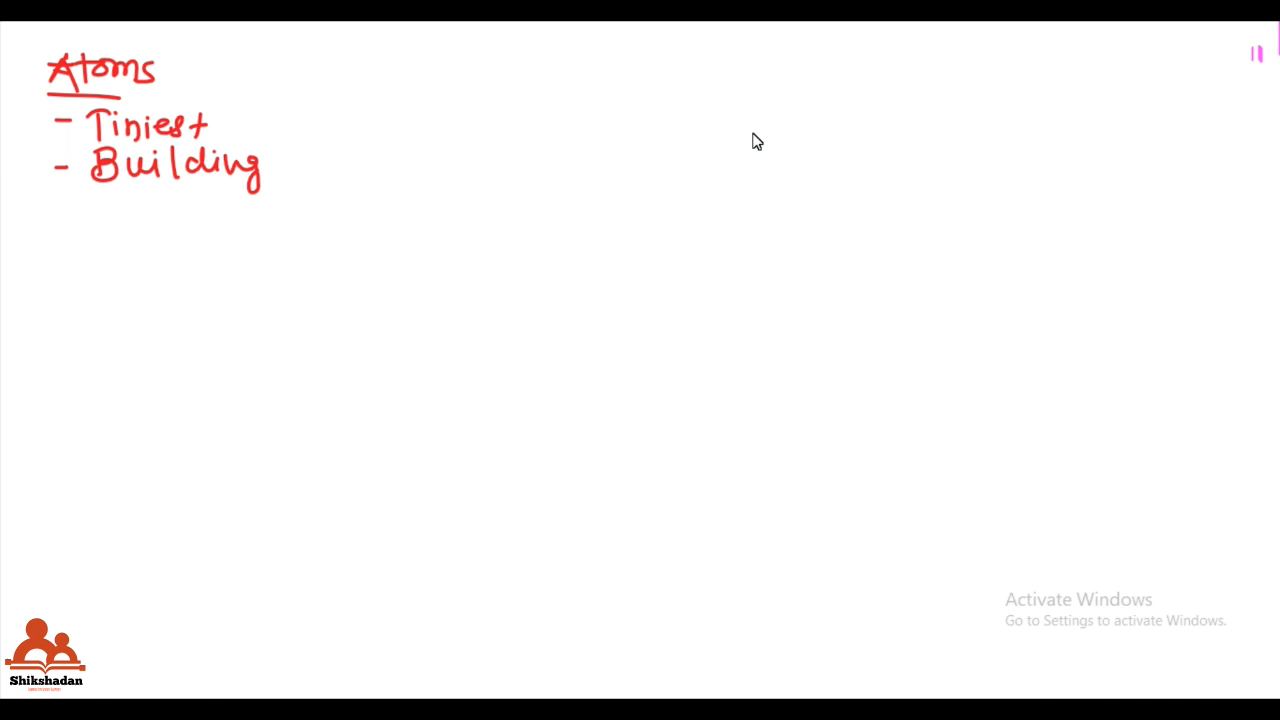 Atoms
- Tiniest
- Building
Activate Windows
Go to Settings to activate Windows.
Shikshadan